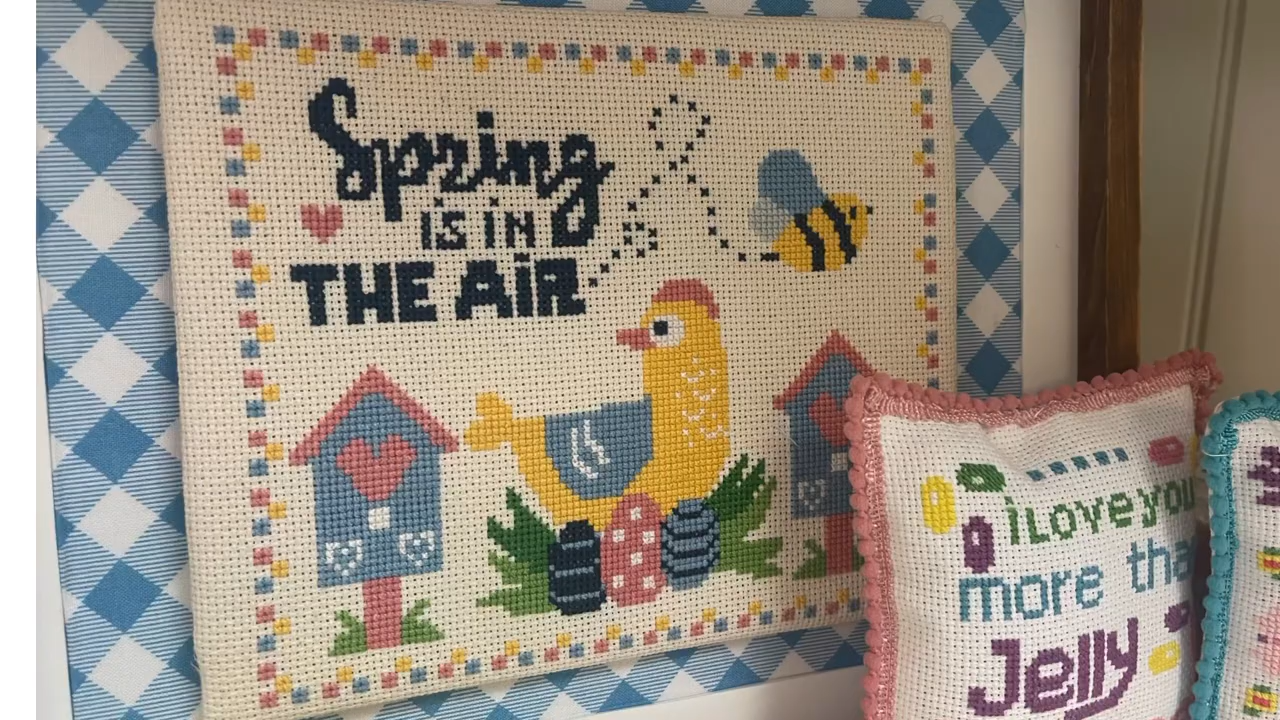 Spring
is in
THE AiR
i Love you
more tha
Jelly